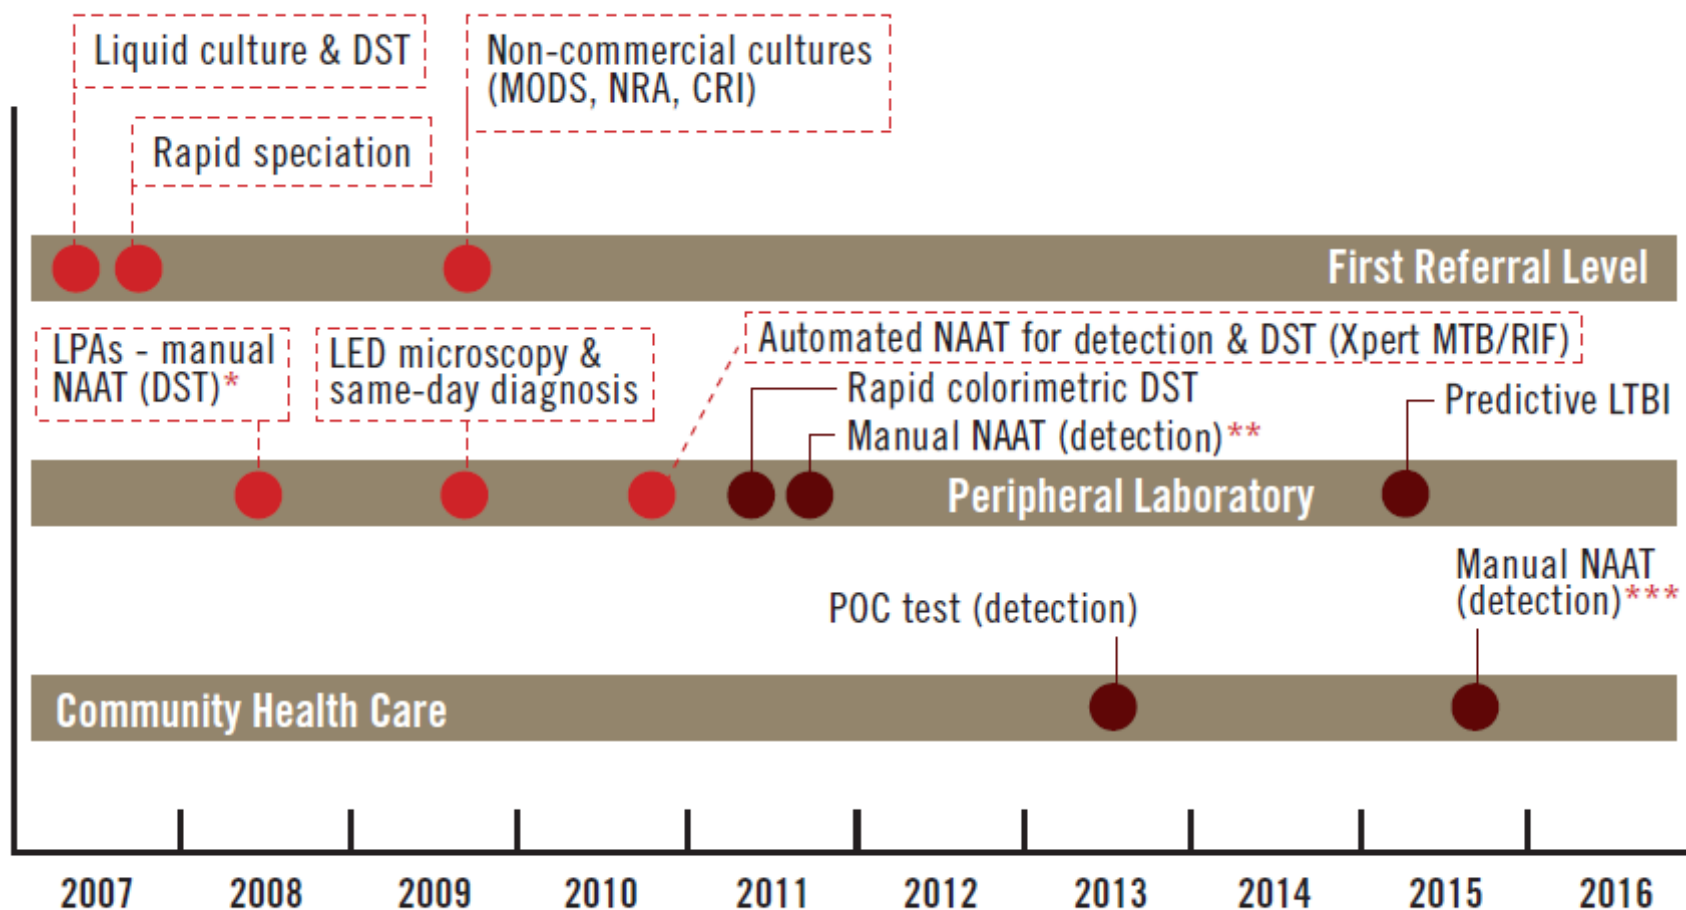 Liquid culture & DST
Non-commercial cultures
(MODS, NRA, CRI)
Rapid speciation
First Referral Level
LPAs - manual
NAAT (DST)*
LED microscopy &
same-day diagnosis
Automated NAAT for detection & DST (Xpert MTB/RIF)
Rapid colorimetric DST
Manual NAAT (detection)**
Predictive LTBI
Peripheral Laboratory
Manual NAAT
(detection)***
POC test (detection)
Community Health Care
2007 2008 2009 2010 2011 2012 2013 2014 2015 2016